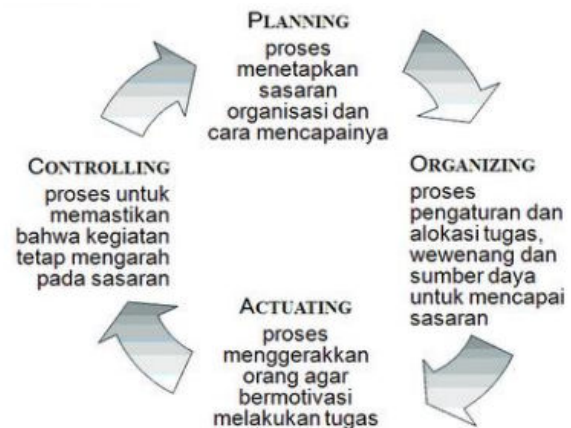 PLANNING
proses
menetapkan
sasaran
organisasi dan
cara mencapainya
ORGANIZING
proses
pengaturan dan
alokasi tugas,
wewenang dan
sumber daya
untuk mencapai
sasaran
ACTUATING
proses
menggerakkan
orang agar
bermotivasi
melakukan tugas
CONTROLLING
proses untuk
memastikan
bahwa kegiatan
tetap mengarah
pada sasaran